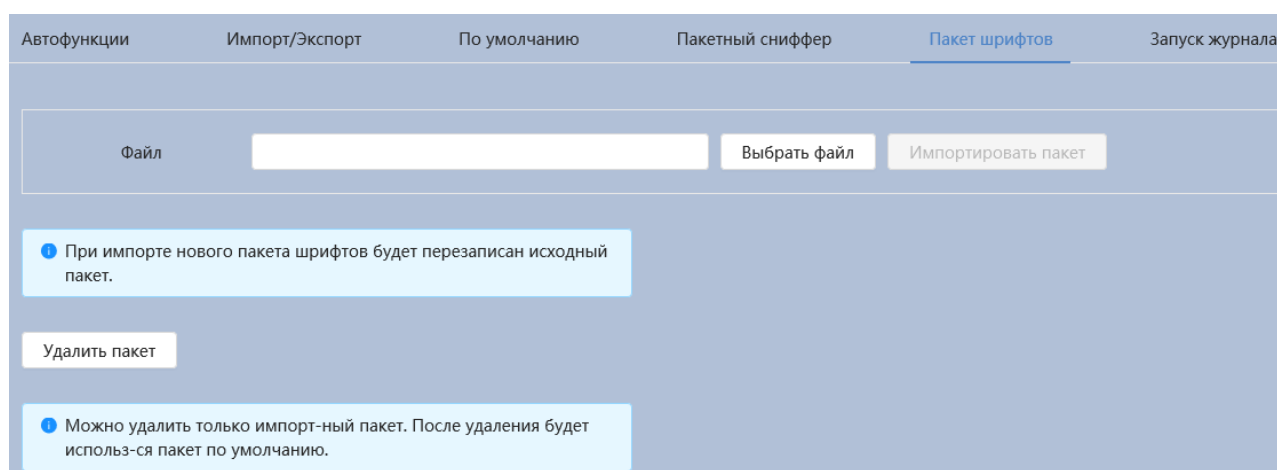 Автофункции Импорт/Экспорт По умолчанию Пакетный сниффер Пакет шрифтов Запуск журнала
Файл Выбрать файл Импортировать пакет
При импорте нового пакета шрифтов будет перезаписан исходный
пакет.
Удалить пакет
Можно удалить только импорт-ный пакет. После удаления будет
использ-ся пакет по умолчанию.